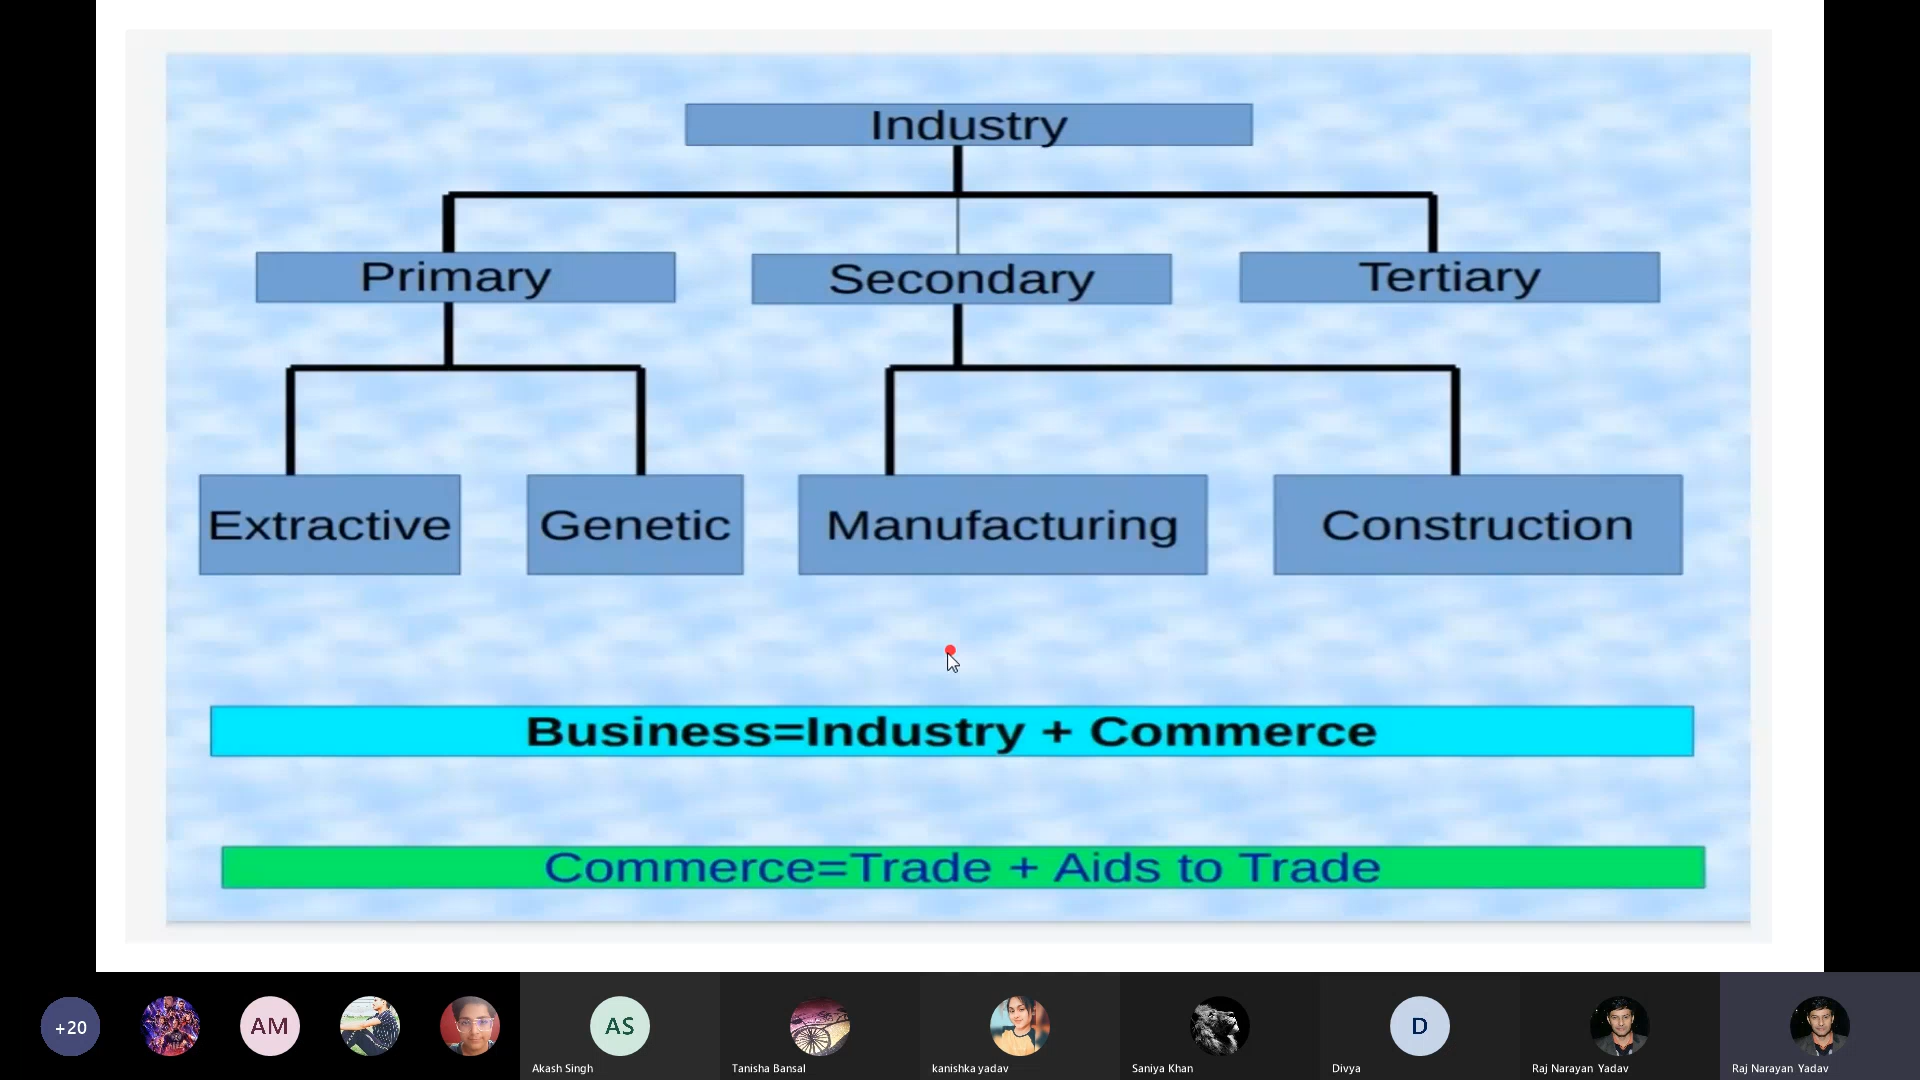 Industry
Primary
Secondary
Tertiary
Extractive
Genetic
Manufacturing
Construction
Business=Industry + Commerce
Commerce=Trade + Aids to Trade
+20
AM
AS
D
Akash Singh
Tanisha Bansal
kanishka yadav
Saniya Khan
Divya
Raj Narayan Yadav
Raj Narayan Yadav